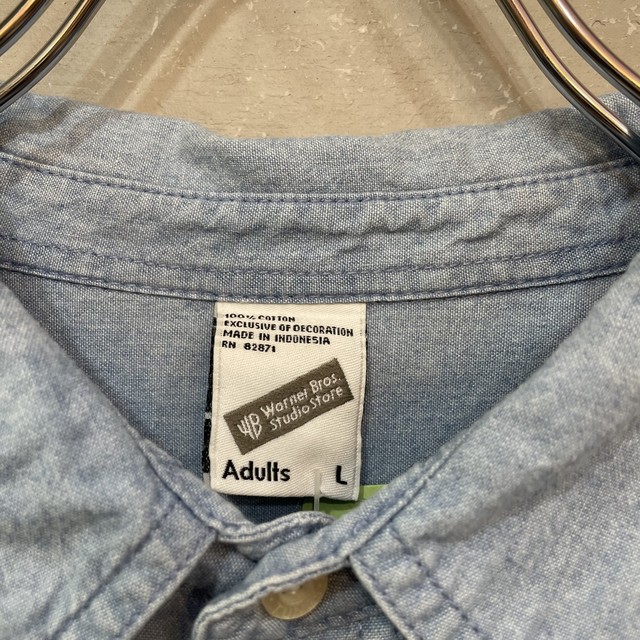 100% COTTON
EXCLUSIVE OF DECORATION
MADE IN INDONESIA
RN 82871
WB Warner Bros.
Studio Store
Adults L